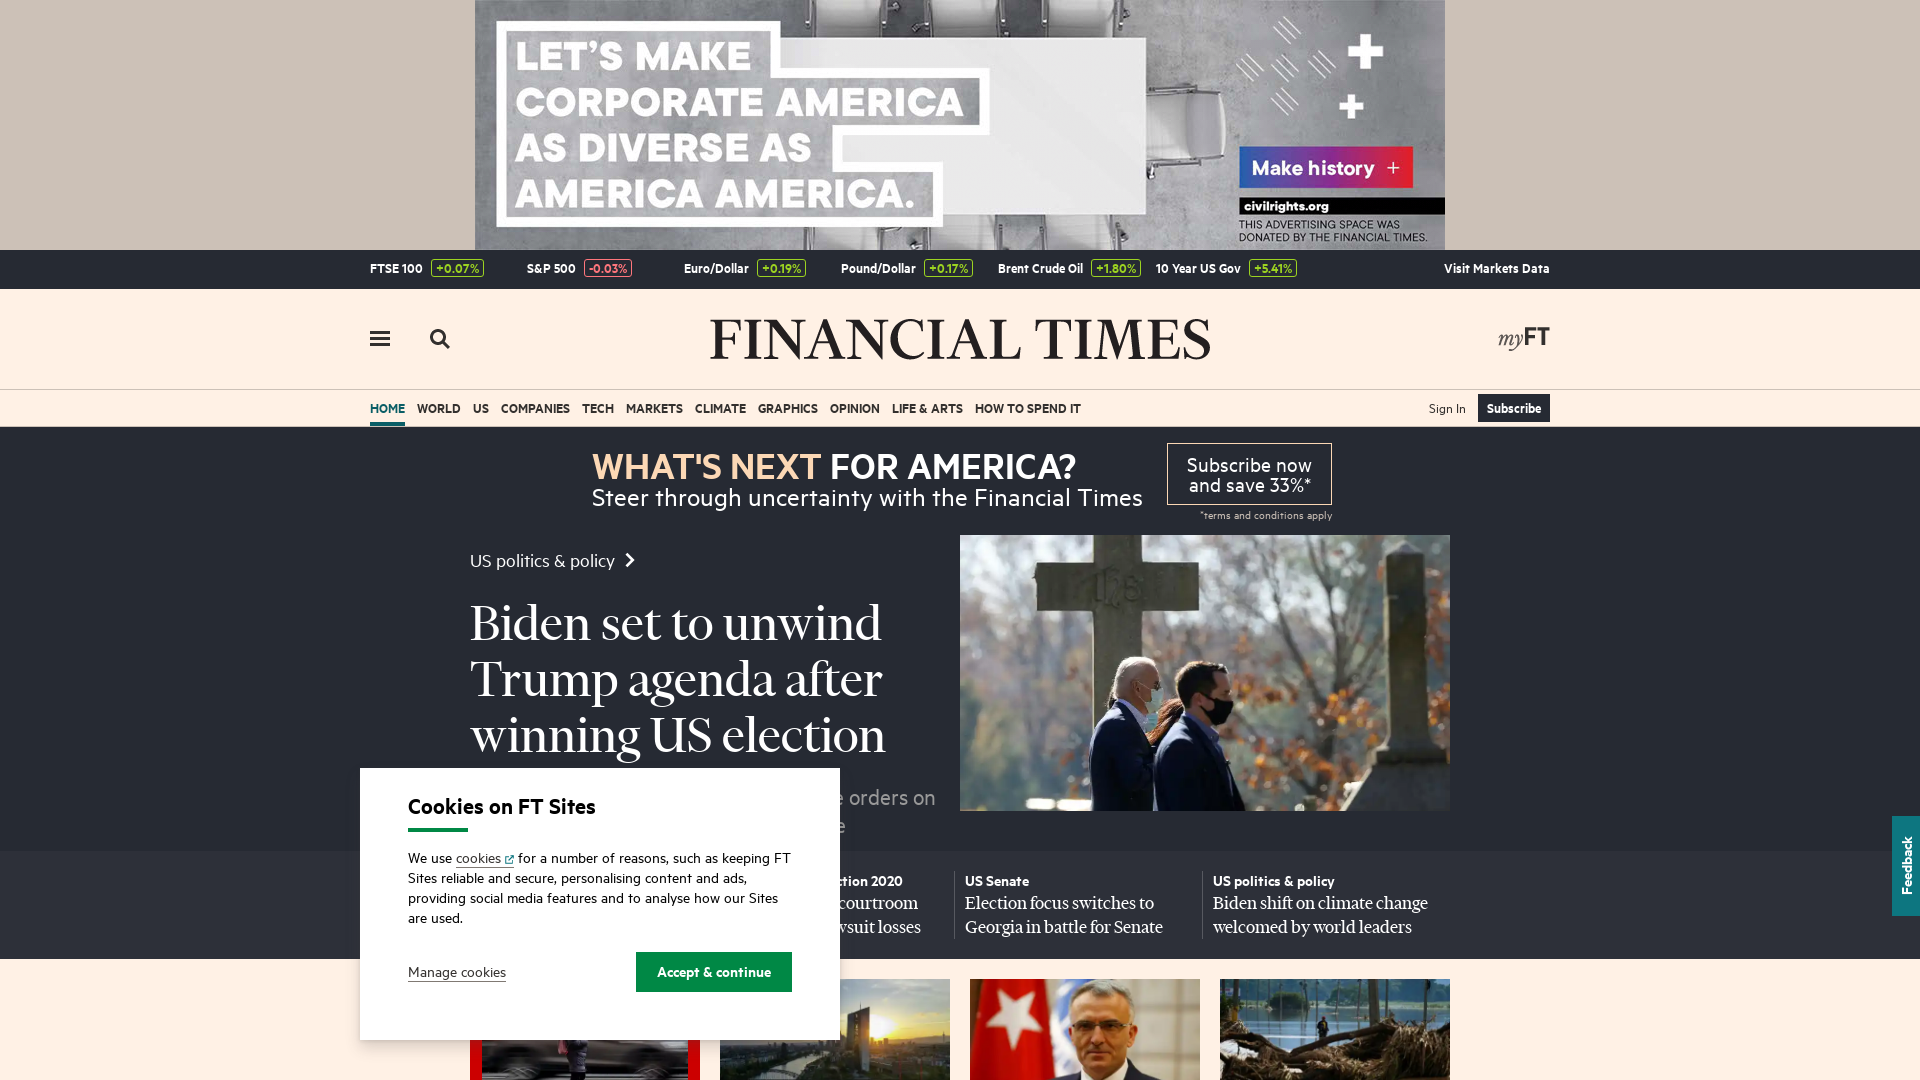 LET'S MAKE
CORPORATE AMERICA
AS DIVERSE AS
AMERICA AMERICA.
Make history +
civilrights.org
THIS ADVERTISING SPACE WAS
DONATED BY THE FINANCIAL TIMES.
FTSE 100 +0.07% S&P 500 -0.03% Euro/Dollar +0.19% Pound/Dollar +0.17% Brent Crude Oil +1.80% 10 Year US Gov +5.41% Visit Markets Data
FINANCIAL TIMES
myFT
HOME WORLD US COMPANIES TECH MARKETS CLIMATE GRAPHICS OPINION LIFE & ARTS HOW TO SPEND IT Sign In Subscribe
WHAT'S NEXT FOR AMERICA?
Steer through uncertainty with the Financial Times
Subscribe now
and save 33%*
*terms and conditions apply
US politics & policy
Biden set to unwind
Trump agenda after
winning US election
orders on
Cookies on FT Sites
We use cookies for a number of reasons, such as keeping FT
Sites reliable and secure, personalising content and ads,
providing social media features and to analyse how our Sites
are used.
Manage cookies
Accept & continue
2020
courtroom
losses
US Senate
Election focus switches to
Georgia in battle for Senate
US politics & policy
Biden shift on climate change
welcomed by world leaders
Feedback
IHS